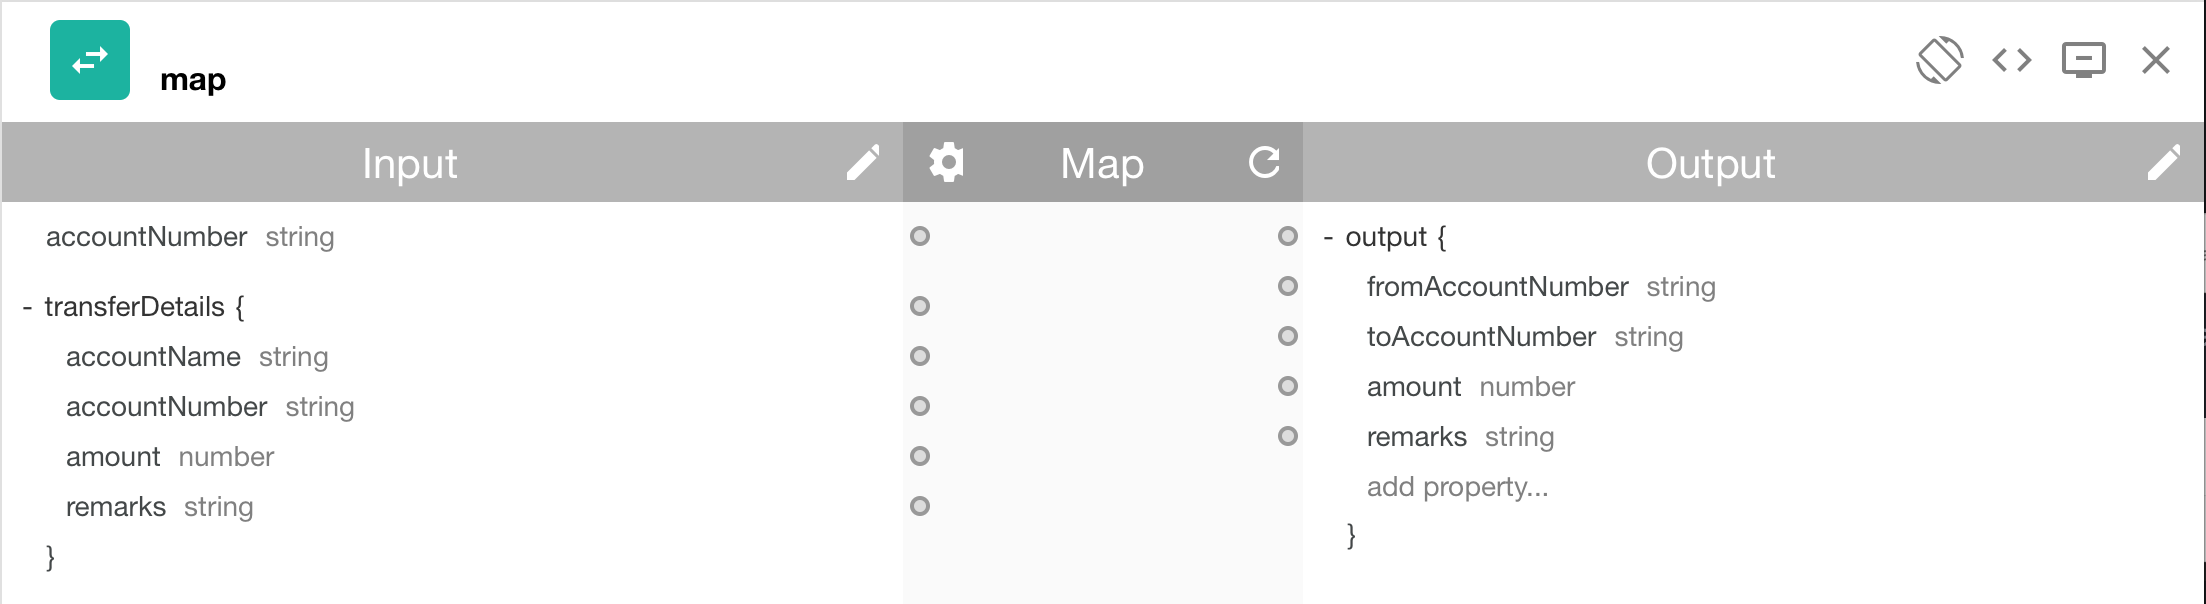 map
Input
Map
Output
accountNumber string
- transferDetails {
accountName string
accountNumber string
amount number
remarks string
}
- output {
fromAccountNumber string
toAccountNumber string
amount number
remarks string
add property...
}